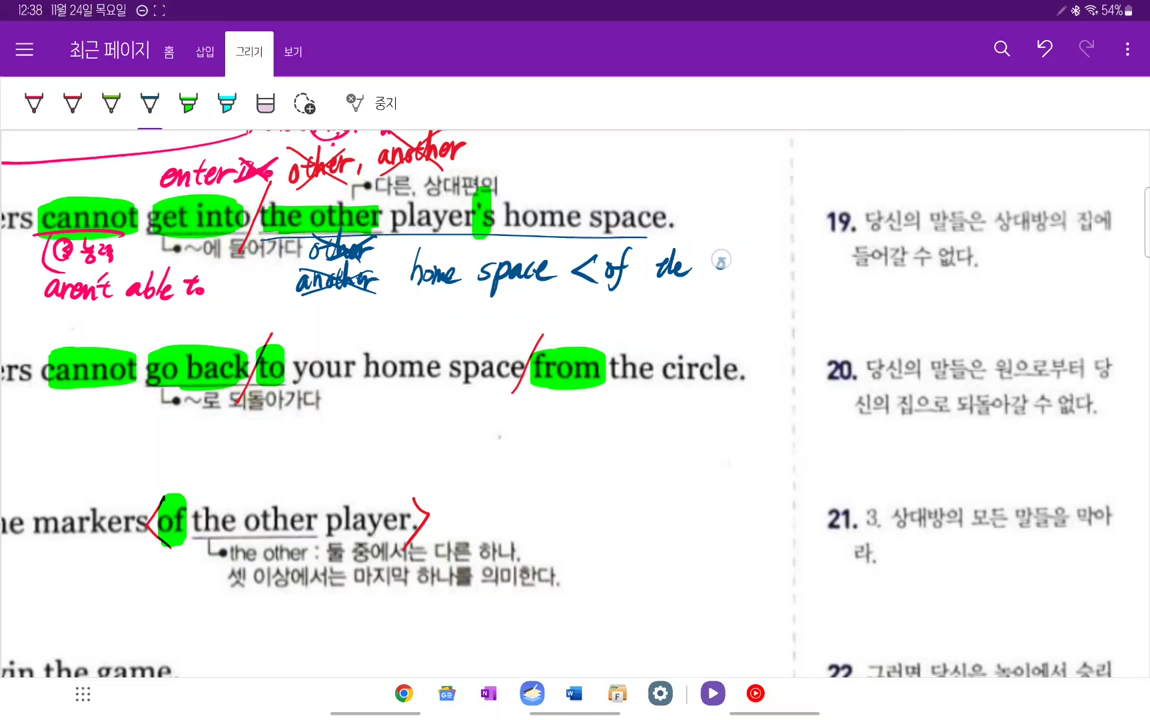 12:38 11월 24일 목요일 54%
최근 페이지 홈 삽입 그리기 보기
중지
enter other, another
다른, 상대편의
ers cannot get into the other player's home space.
~에 들어가다 other
능력
aren't able to another home space < of the
19. 당신의 말들은 상대방의 집에
들어갈 수 없다.
ers cannot go back to your home space from the circle.
~로 되돌아가다
20. 당신의 말들은 원으로부터 당
신의 집으로 되돌아갈 수 없다.
he markers <of the other player.>
the other : 둘 중에서는 다른 하나,
셋 이상에서는 마지막 하나를 의미한다.
21. 3. 상대방의 모든 말들을 막아
라.
win the game.
22. 그러면 당신은 놀이에서 승리